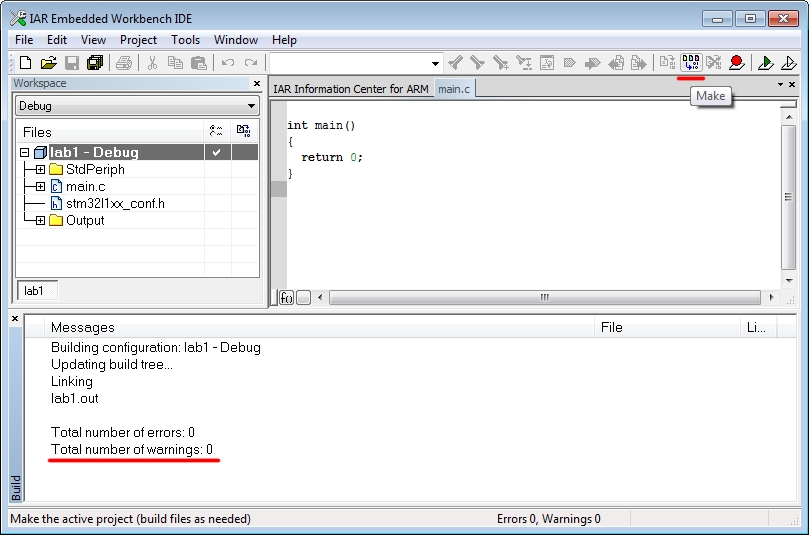 IAR Embedded Workbench IDE
File Edit View Project Tools Window Help
Workspace
Debug
Files
lab1 - Debug
StdPeriph
main.c
stm32l1xx_conf.h
Output
lab1
IAR Information Center for ARM main.c
Make
int main()
{
return 0;
}
f()
Messages File Li...
Building configuration: lab1 - Debug
Updating build tree...
Linking
lab1.out
Total number of errors: 0
Total number of warnings: 0
Build
Make the active project (build files as needed) Errors 0, Warnings 0